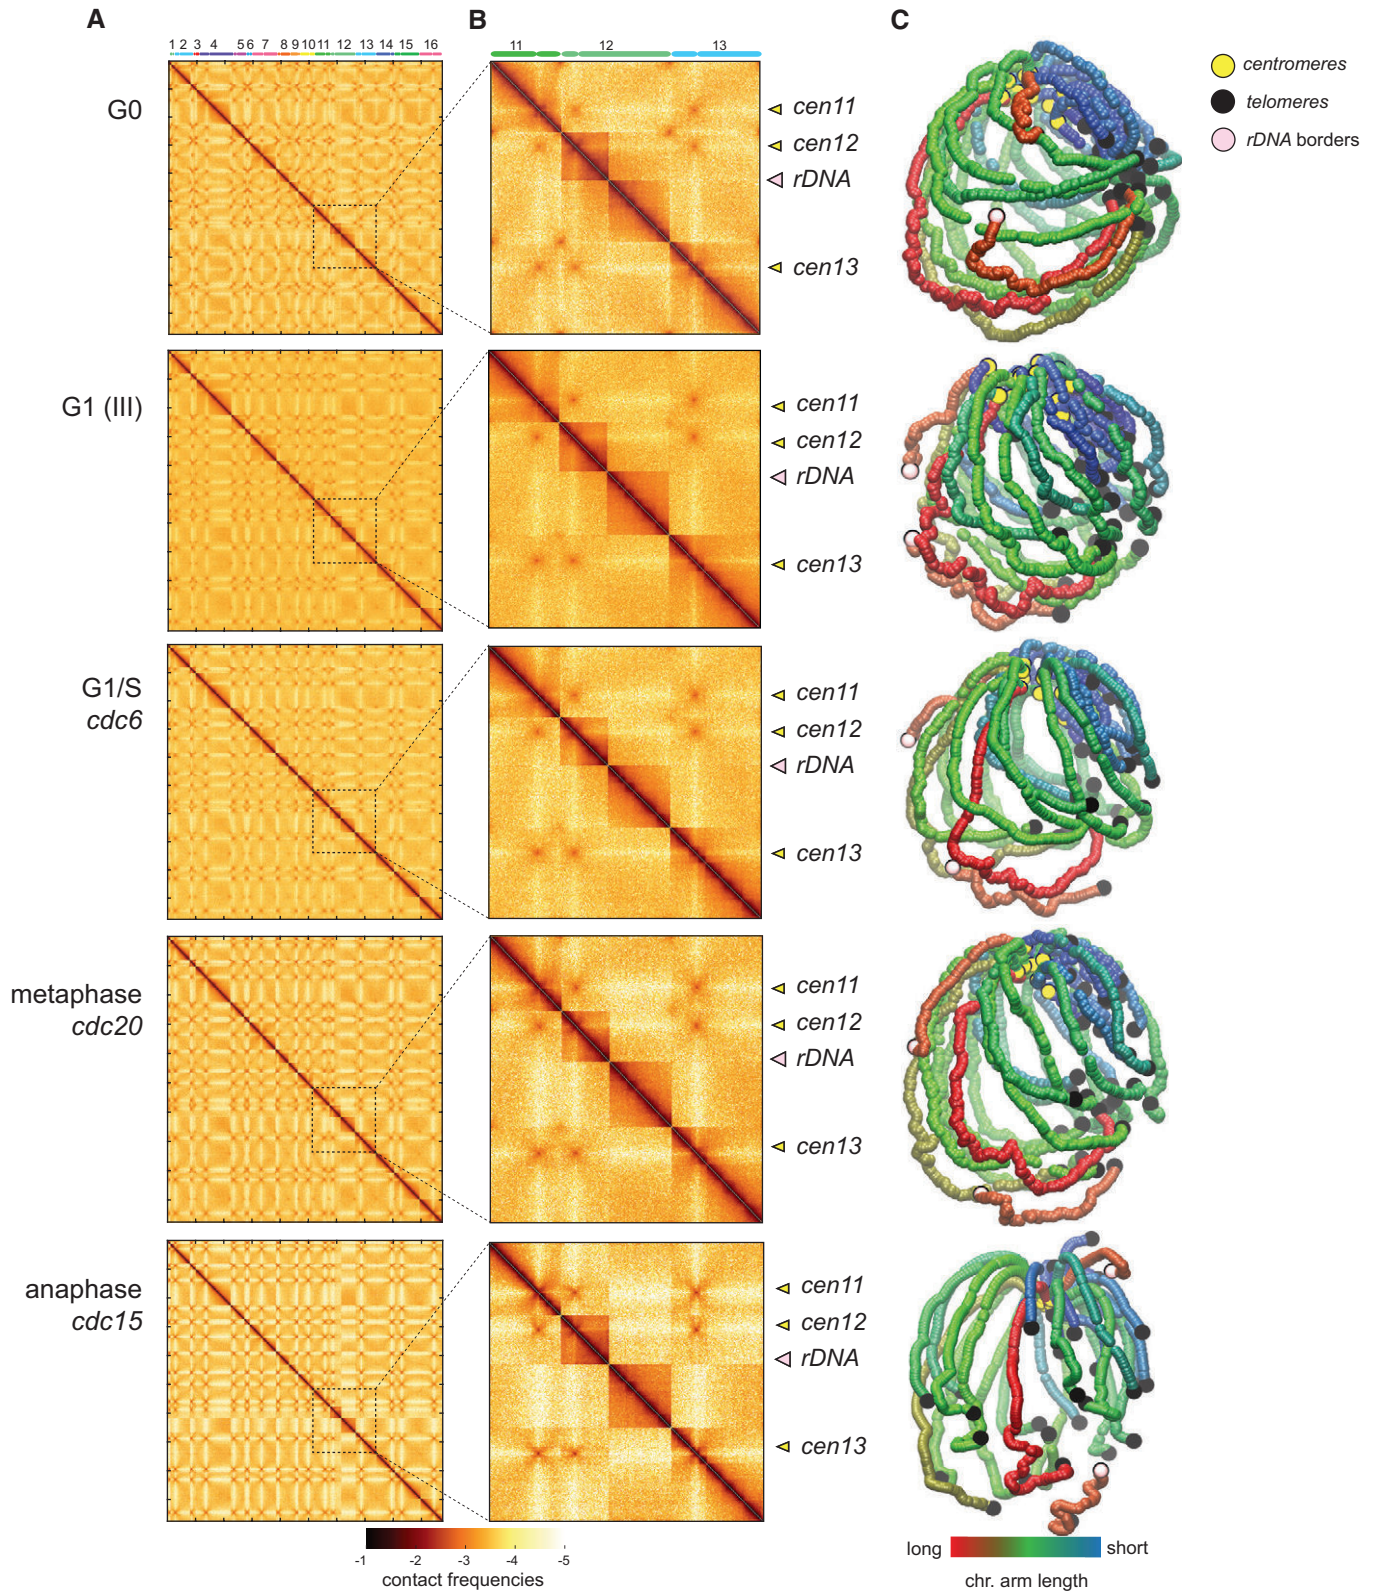 A
B
C
1 2 3 4 5 6 7 8 9 10 11 12 13 14 15 16
11 12 13
G0
cen11
cen12
rDNA
cen13
centromeres
telomeres
rDNA borders
G1 (III)
cen11
cen12
rDNA
cen13
G1/S
cdc6
cen11
cen12
rDNA
cen13
metaphase
cdc20
cen11
cen12
rDNA
cen13
anaphase
cdc15
cen11
cen12
rDNA
cen13
-1 -2 -3 -4 -5
contact frequencies
long short
chr. arm length